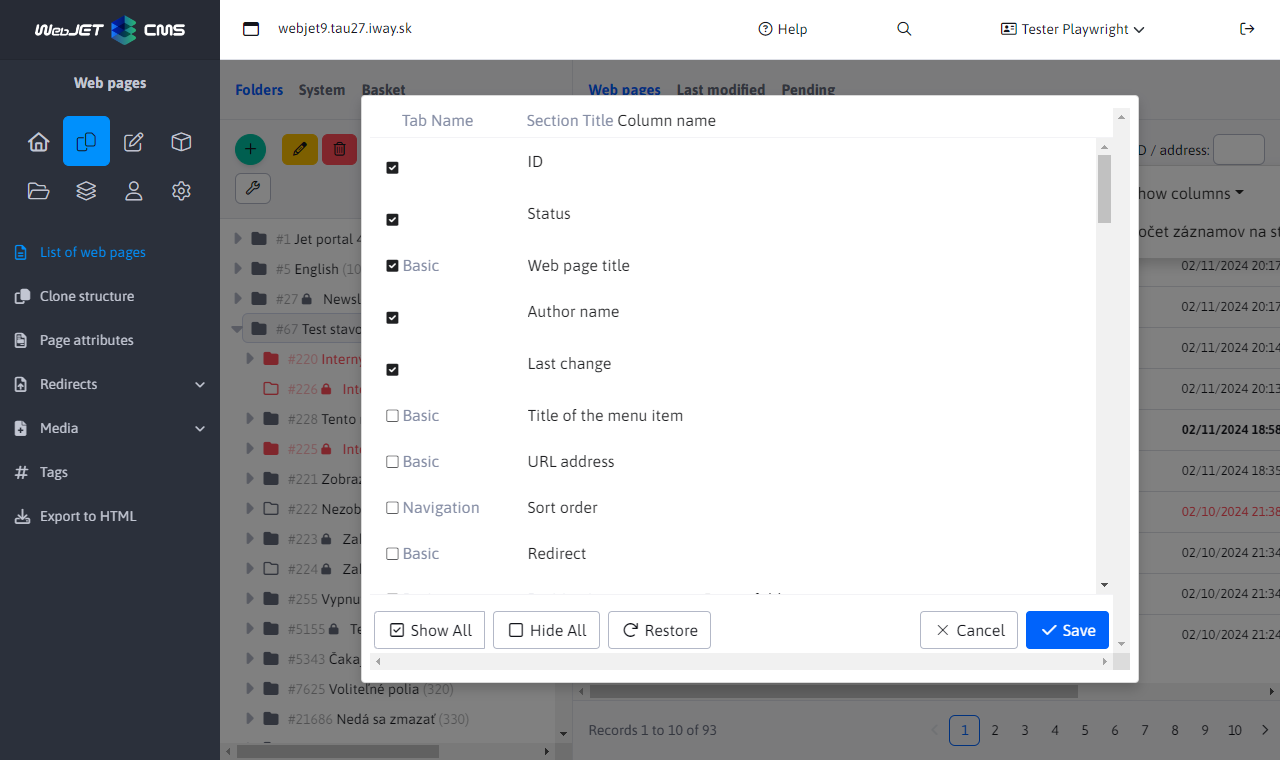 WebJET CMS
webjet9.tau27.iway.sk
Help
Tester Playwright
Web pages
List of web pages
Clone structure
Page attributes
Redirects
Media
Tags
Export to HTML
Folders System Basket
Web pages Last modified Pending
D / address:
how columns
očet záznamov na st
#1 Jet portal 4
#5 English (10
#27 Newsl
#67 Test stavo
#220 Interný
#226 Inte
#228 Tento
#225 Inte
#221 Zobraz
#222 Nezob
#223 Zal
#224 Zal
#255 Vypnu
#5155 Te
#5343 Čaka
#7625 Voliteľné polia (320)
#21686 Nedá sa zmazať (330)
Tab Name Section Title Column name
ID
Status
Basic Web page title
Author name
Last change
Basic Title of the menu item
Basic URL address
Navigation Sort order
Basic Redirect
Show All Hide All Restore Cancel Save
02/11/2024 20:17
02/11/2024 20:17
02/11/2024 20:14
02/11/2024 20:13
02/11/2024 18:58
02/11/2024 18:35
02/10/2024 21:38
02/10/2024 21:34
02/10/2024 21:34
02/10/2024 21:24
Records 1 to 10 of 93
1 2 3 4 5 6 7 8 9 10